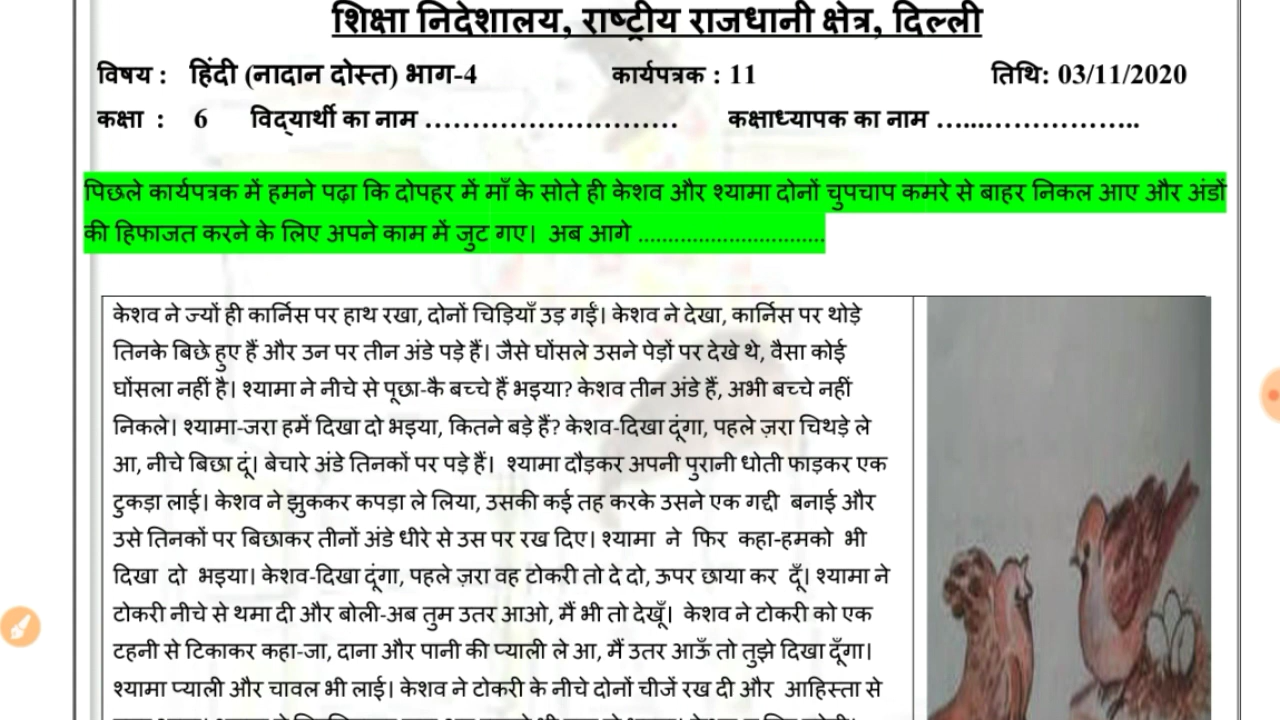 शिक्षा निदेशालय, राष्ट्रीय राजधानी क्षेत्र, दिल्ली
विषय : हिंदी (नादान दोस्त) भाग-4 कार्यपत्रक : 11 तिथि: 03/11/2020
कक्षा : 6 विद्यार्थी का नाम ………………………… कक्षाध्यापक का नाम …...……………..
पिछले कार्यपत्रक में हमने पढ़ा कि दोपहर में माँ के सोते ही केशव और श्यामा दोनों चुपचाप कमरे से बाहर निकल आए और अंडों
की हिफाजत करने के लिए अपने काम में जुट गए। अब आगे ...............................
केशव ने ज्यों ही कार्निस पर हाथ रखा, दोनों चिड़ियाँ उड़ गईं। केशव ने देखा, कार्निस पर थोड़े
तिनके बिछे हुए हैं और उन पर तीन अंडे पड़े हैं। जैसे घोंसले उसने पेड़ों पर देखे थे, वैसा कोई
घोंसला नहीं है। श्यामा ने नीचे से पूछा-कै बच्चे हैं भइया? केशव तीन अंडे हैं, अभी बच्चे नहीं
निकले। श्यामा-जरा हमें दिखा दो भइया, कितने बड़े हैं? केशव-दिखा दूंगा, पहले ज़रा चिथड़े ले
आ, नीचे बिछा दूं। बेचारे अंडे तिनकों पर पड़े हैं। श्यामा दौड़कर अपनी पुरानी धोती फाड़कर एक
टुकड़ा लाई। केशव ने झुककर कपड़ा ले लिया, उसकी कई तह करके उसने एक गद्दी बनाई और
उसे तिनकों पर बिछाकर तीनों अंडे धीरे से उस पर रख दिए। श्यामा ने फिर कहा-हमको भी
दिखा दो भइया। केशव-दिखा दूंगा, पहले ज़रा वह टोकरी तो दे दो, ऊपर छाया कर दूँ। श्यामा ने
टोकरी नीचे से थमा दी और बोली-अब तुम उतर आओ, मैं भी तो देखूँ। केशव ने टोकरी को एक
टहनी से टिकाकर कहा-जा, दाना और पानी की प्याली ले आ, मैं उतर आऊँ तो तुझे दिखा दूँगा।
श्यामा प्याली और चावल भी लाई। केशव ने टोकरी के नीचे दोनों चीजें रख दी और आहिस्ता से